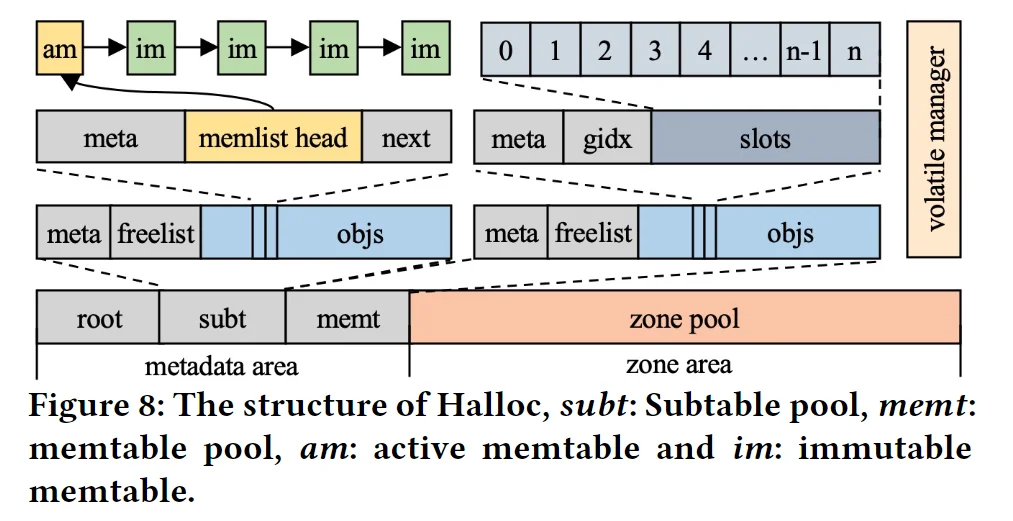 am im im im im
0 1 2 3 4 … n-1 n
volatile manager
meta memlist head next
meta gidx slots
meta freelist objs
meta freelist objs
root subt memt zone pool
metadada area
zone area
Figure 8: The structure of Halloc, subt: Subtable pool, memt:
memtable pool, am: active memtable and im: immutable
memtable.